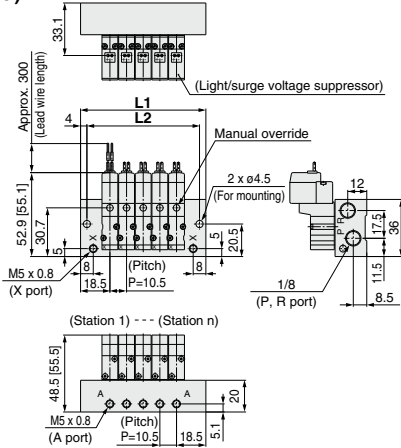 33.1
(Light/surge voltage suppressor)
Approx. 300
(Lead wire length)
L1
L2
4
Manual override
2 x ø4.5
(For mounting)
52.9 [55.1]
30.7
5
X
X
5
20.5
M5 x 0.8
(X port)
8
18.5
(Pitch)
P=10.5
8
12
R
P
17.5
36
11.5
1/8
(P, R port)
8.5
(Station 1) --- (Station n)
48.5 [55.5]
A
A
20
M5 x 0.8
(A port)
(Pitch)
P=10.5
18.5
5.1